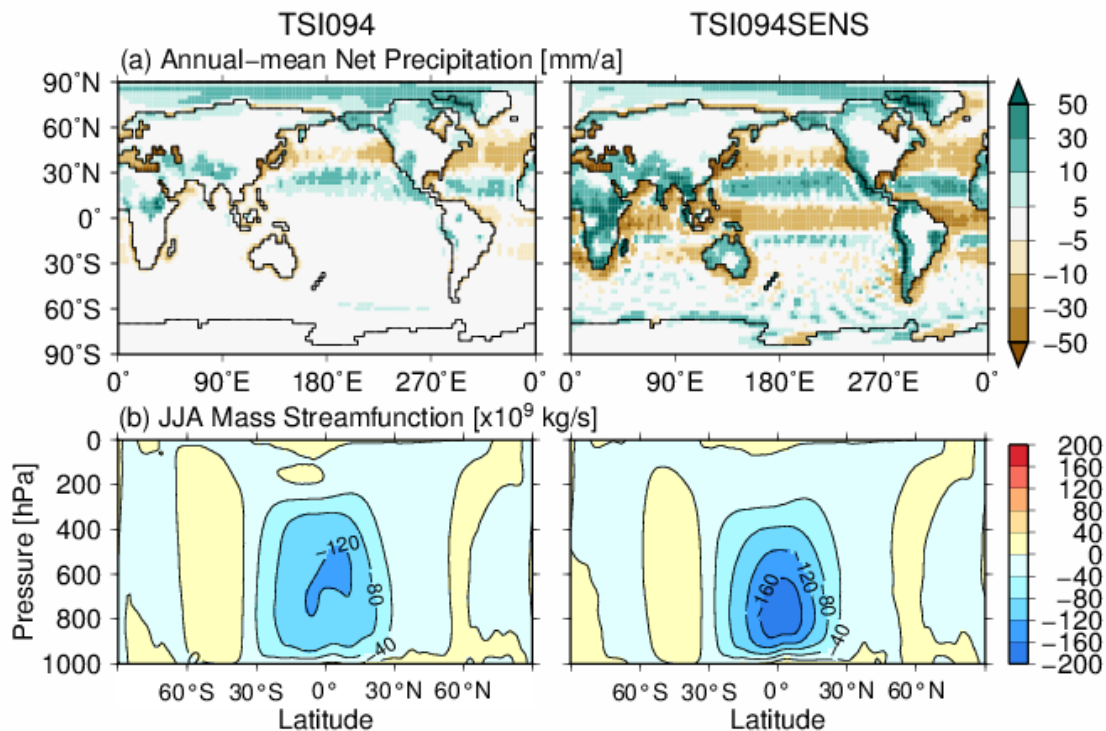 TSI094 TSI094SENS
(a) Annual-mean Net Precipitation [mm/a]
90°N
60°N
30°N
0°
30°S
60°S
90°S
0° 90°E 180°E 270°E 0° 90°E 180°E 270°E 0°
50
30
10
5
-5
-10
-30
-50
(b) JJA Mass Streamfunction [x10⁹ kg/s]
Pressure [hPa]
0
200
400
600
800
1000
-120
-80
-40
0
-160
-120
-80
-40
60°S 30°S 0° 30°N 60°N 60°S 30°S 0° 30°N 60°N
Latitude Latitude
200
160
120
80
40
0
-40
-80
-120
-160
-200